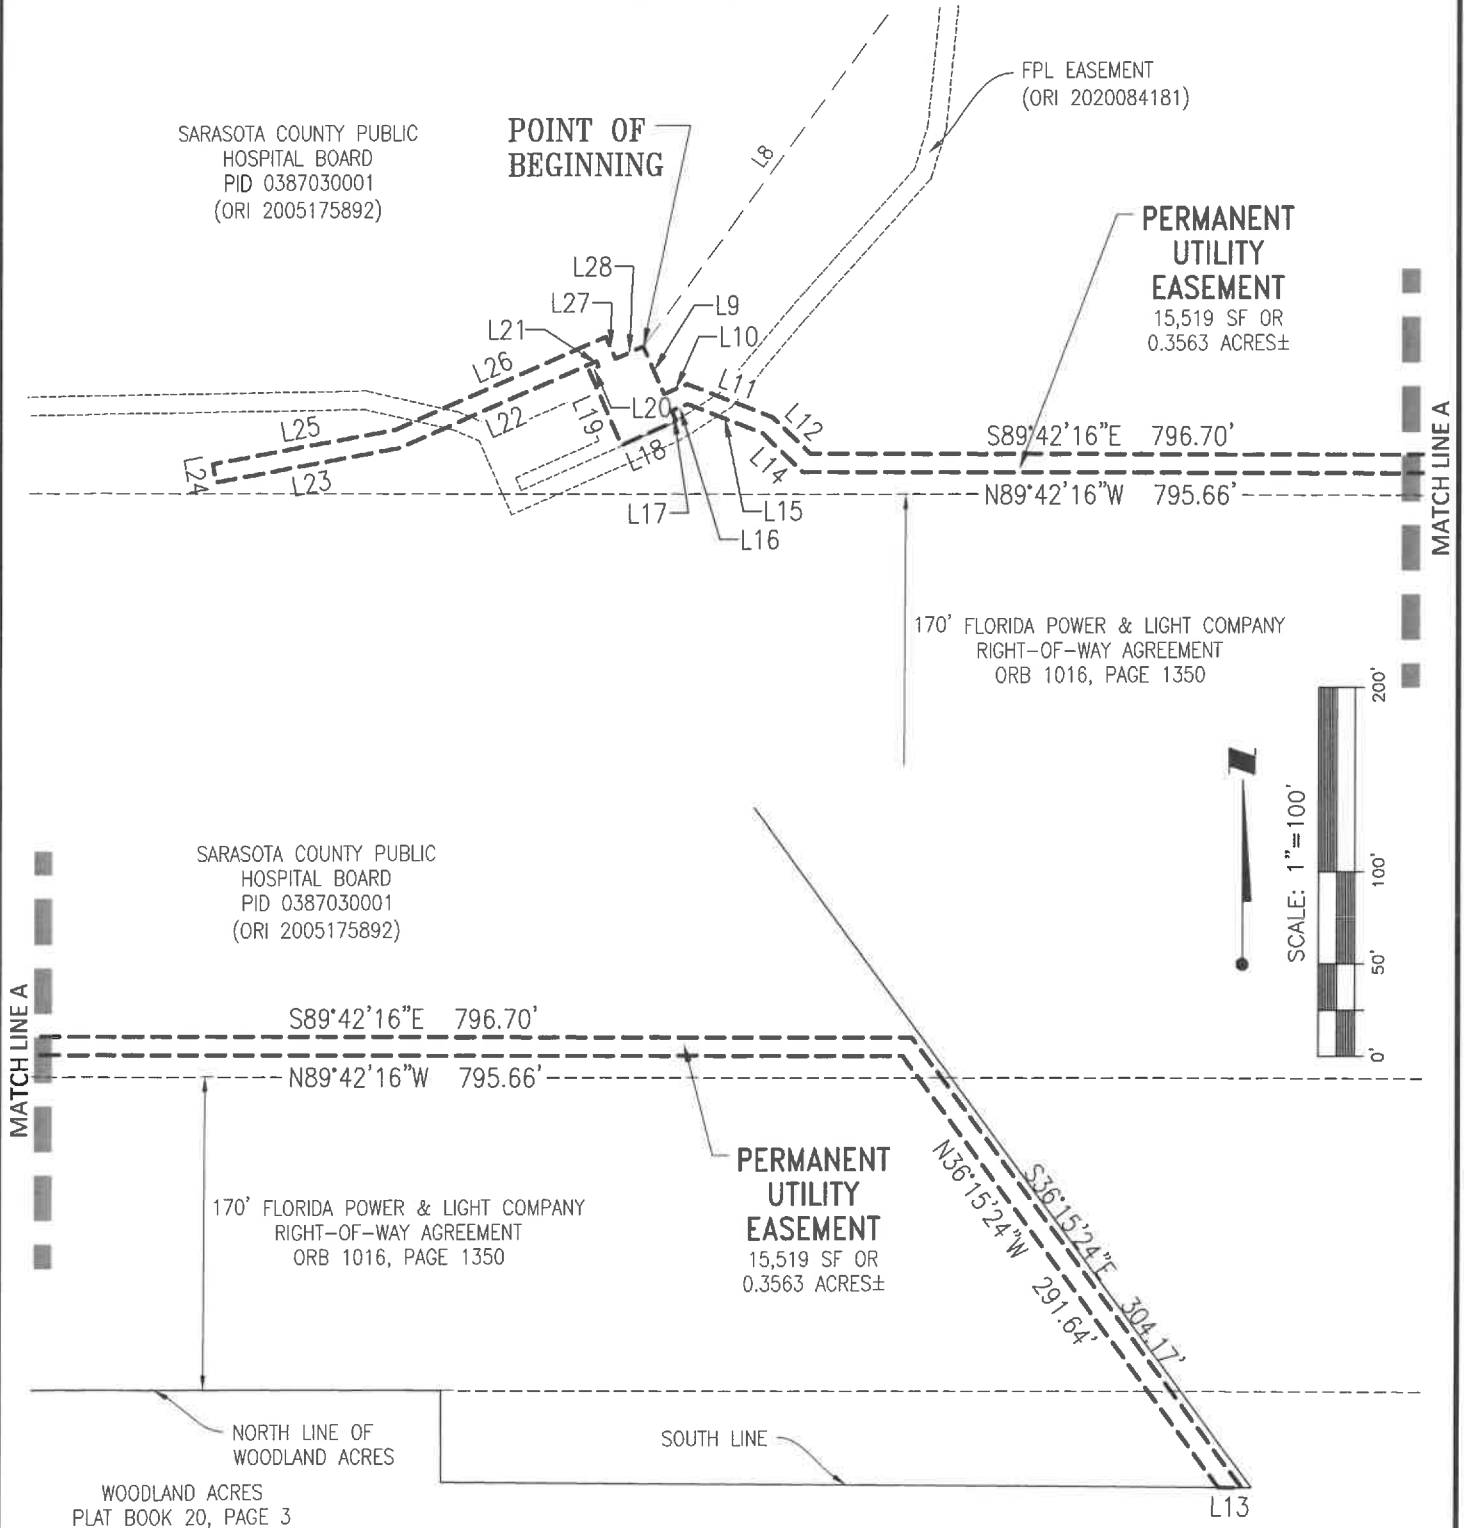 FPL EASEMENT
(ORI 2020084181)
SARASOTA COUNTY PUBLIC
HOSPITAL BOARD
PID 0387030001
(ORI 2005175892)
POINT OF
BEGINNING
L8
PERMANENT
UTILITY
EASEMENT
15,519 SF OR
0.3563 ACRES±
L28
L27
L9
L21
L10
L26
L11
L20
L19
L22
L12
L25
S89°42'16"E 796.70'
L18
L14
L24
L23
N89°42'16"W 795.66'
L17
L15
L16
MATCH LINE A
170' FLORIDA POWER & LIGHT COMPANY
RIGHT-OF-WAY AGREEMENT
ORB 1016, PAGE 1350
N
SCALE: 1"=100'
200'
100'
50'
0'
SARASOTA COUNTY PUBLIC
HOSPITAL BOARD
PID 0387030001
(ORI 2005175892)
MATCH LINE A
S89°42'16"E 796.70'
N89°42'16"W 795.66'
PERMANENT
UTILITY
EASEMENT
15,519 SF OR
0.3563 ACRES±
N36°15'24"W 291.64'
S36°15'24"E 304.17'
170' FLORIDA POWER & LIGHT COMPANY
RIGHT-OF-WAY AGREEMENT
ORB 1016, PAGE 1350
NORTH LINE OF
WOODLAND ACRES
SOUTH LINE
WOODLAND ACRES
PLAT BOOK 20, PAGE 3
L13